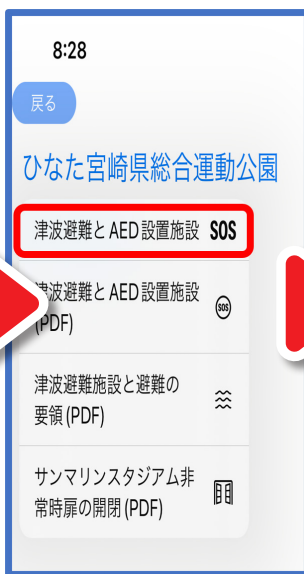 8:28
戻る
ひなた宮崎県総合運動公園
津波避難とAED設置施設 SOS
波避難とAED設置施設
(PDF)
SOS
津波避難施設と避難の
要領(PDF)
サンマリンスタジアム非
常時扉の開閉(PDF)